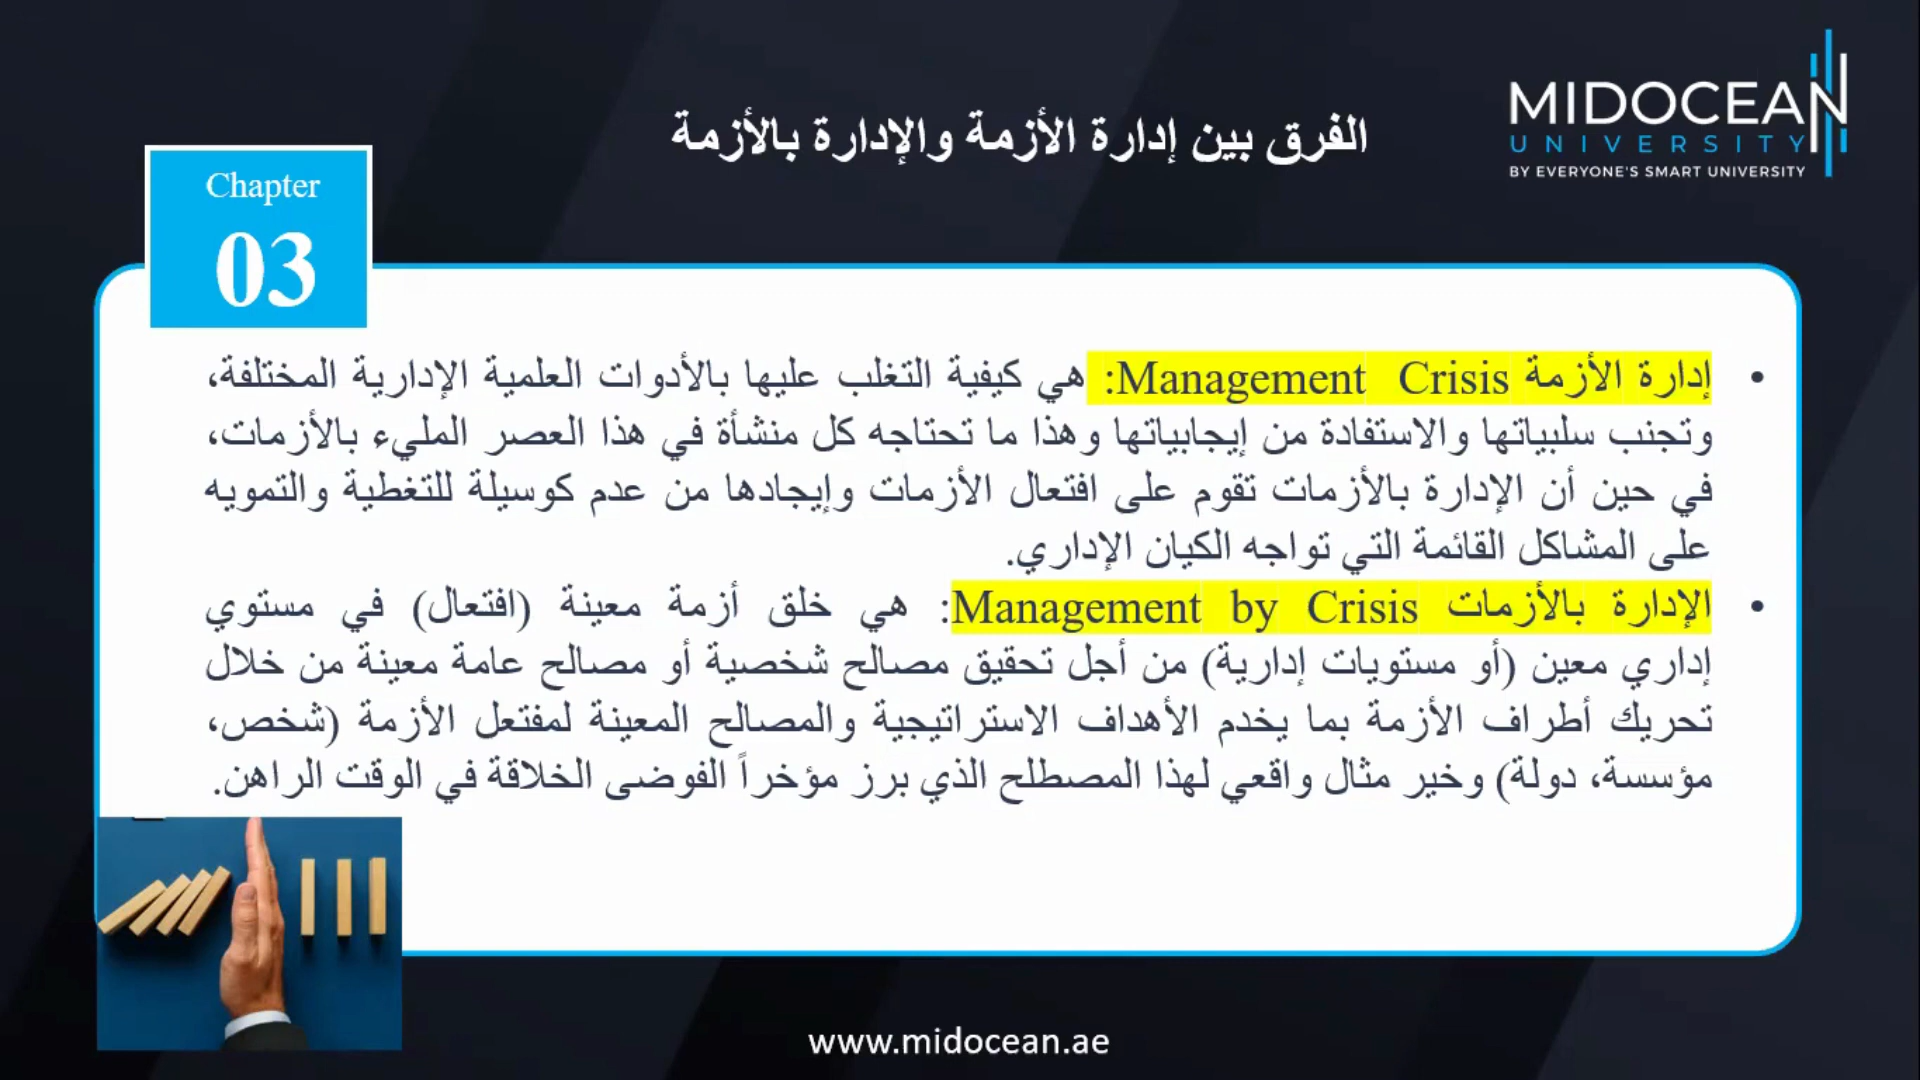 MIDOCEAN
UNIVERSITY
BY EVERYONE'S SMART UNIVERSITY
الفرق بين إدارة الأزمة والإدارة بالأزمة
Chapter
03
• إدارة الأزمة Management Crisis: هي كيفية التغلب عليها بالأدوات العلمية الإدارية المختلفة،
وتجنب سلبياتها والاستفادة من إيجابياتها وهذا ما تحتاجه كل منشأة في هذا العصر المليء بالأزمات،
في حين أن الإدارة بالأزمات تقوم على افتعال الأزمات وإيجادها من عدم كوسيلة للتغطية والتمويه
على المشاكل القائمة التي تواجه الكيان الإداري.
• الإدارة بالأزمات Management by Crisis: هي خلق أزمة معينة (افتعال) في مستوي
إداري معين (أو مستويات إدارية) من أجل تحقيق مصالح شخصية أو مصالح عامة معينة من خلال
تحريك أطراف الأزمة بما يخدم الأهداف الاستراتيجية والمصالح المعينة لمفتعل الأزمة (شخص،
مؤسسة، دولة) وخير مثال واقعي لهذا المصطلح الذي برز مؤخراً الفوضى الخلاقة في الوقت الراهن.
www.midocean.ae